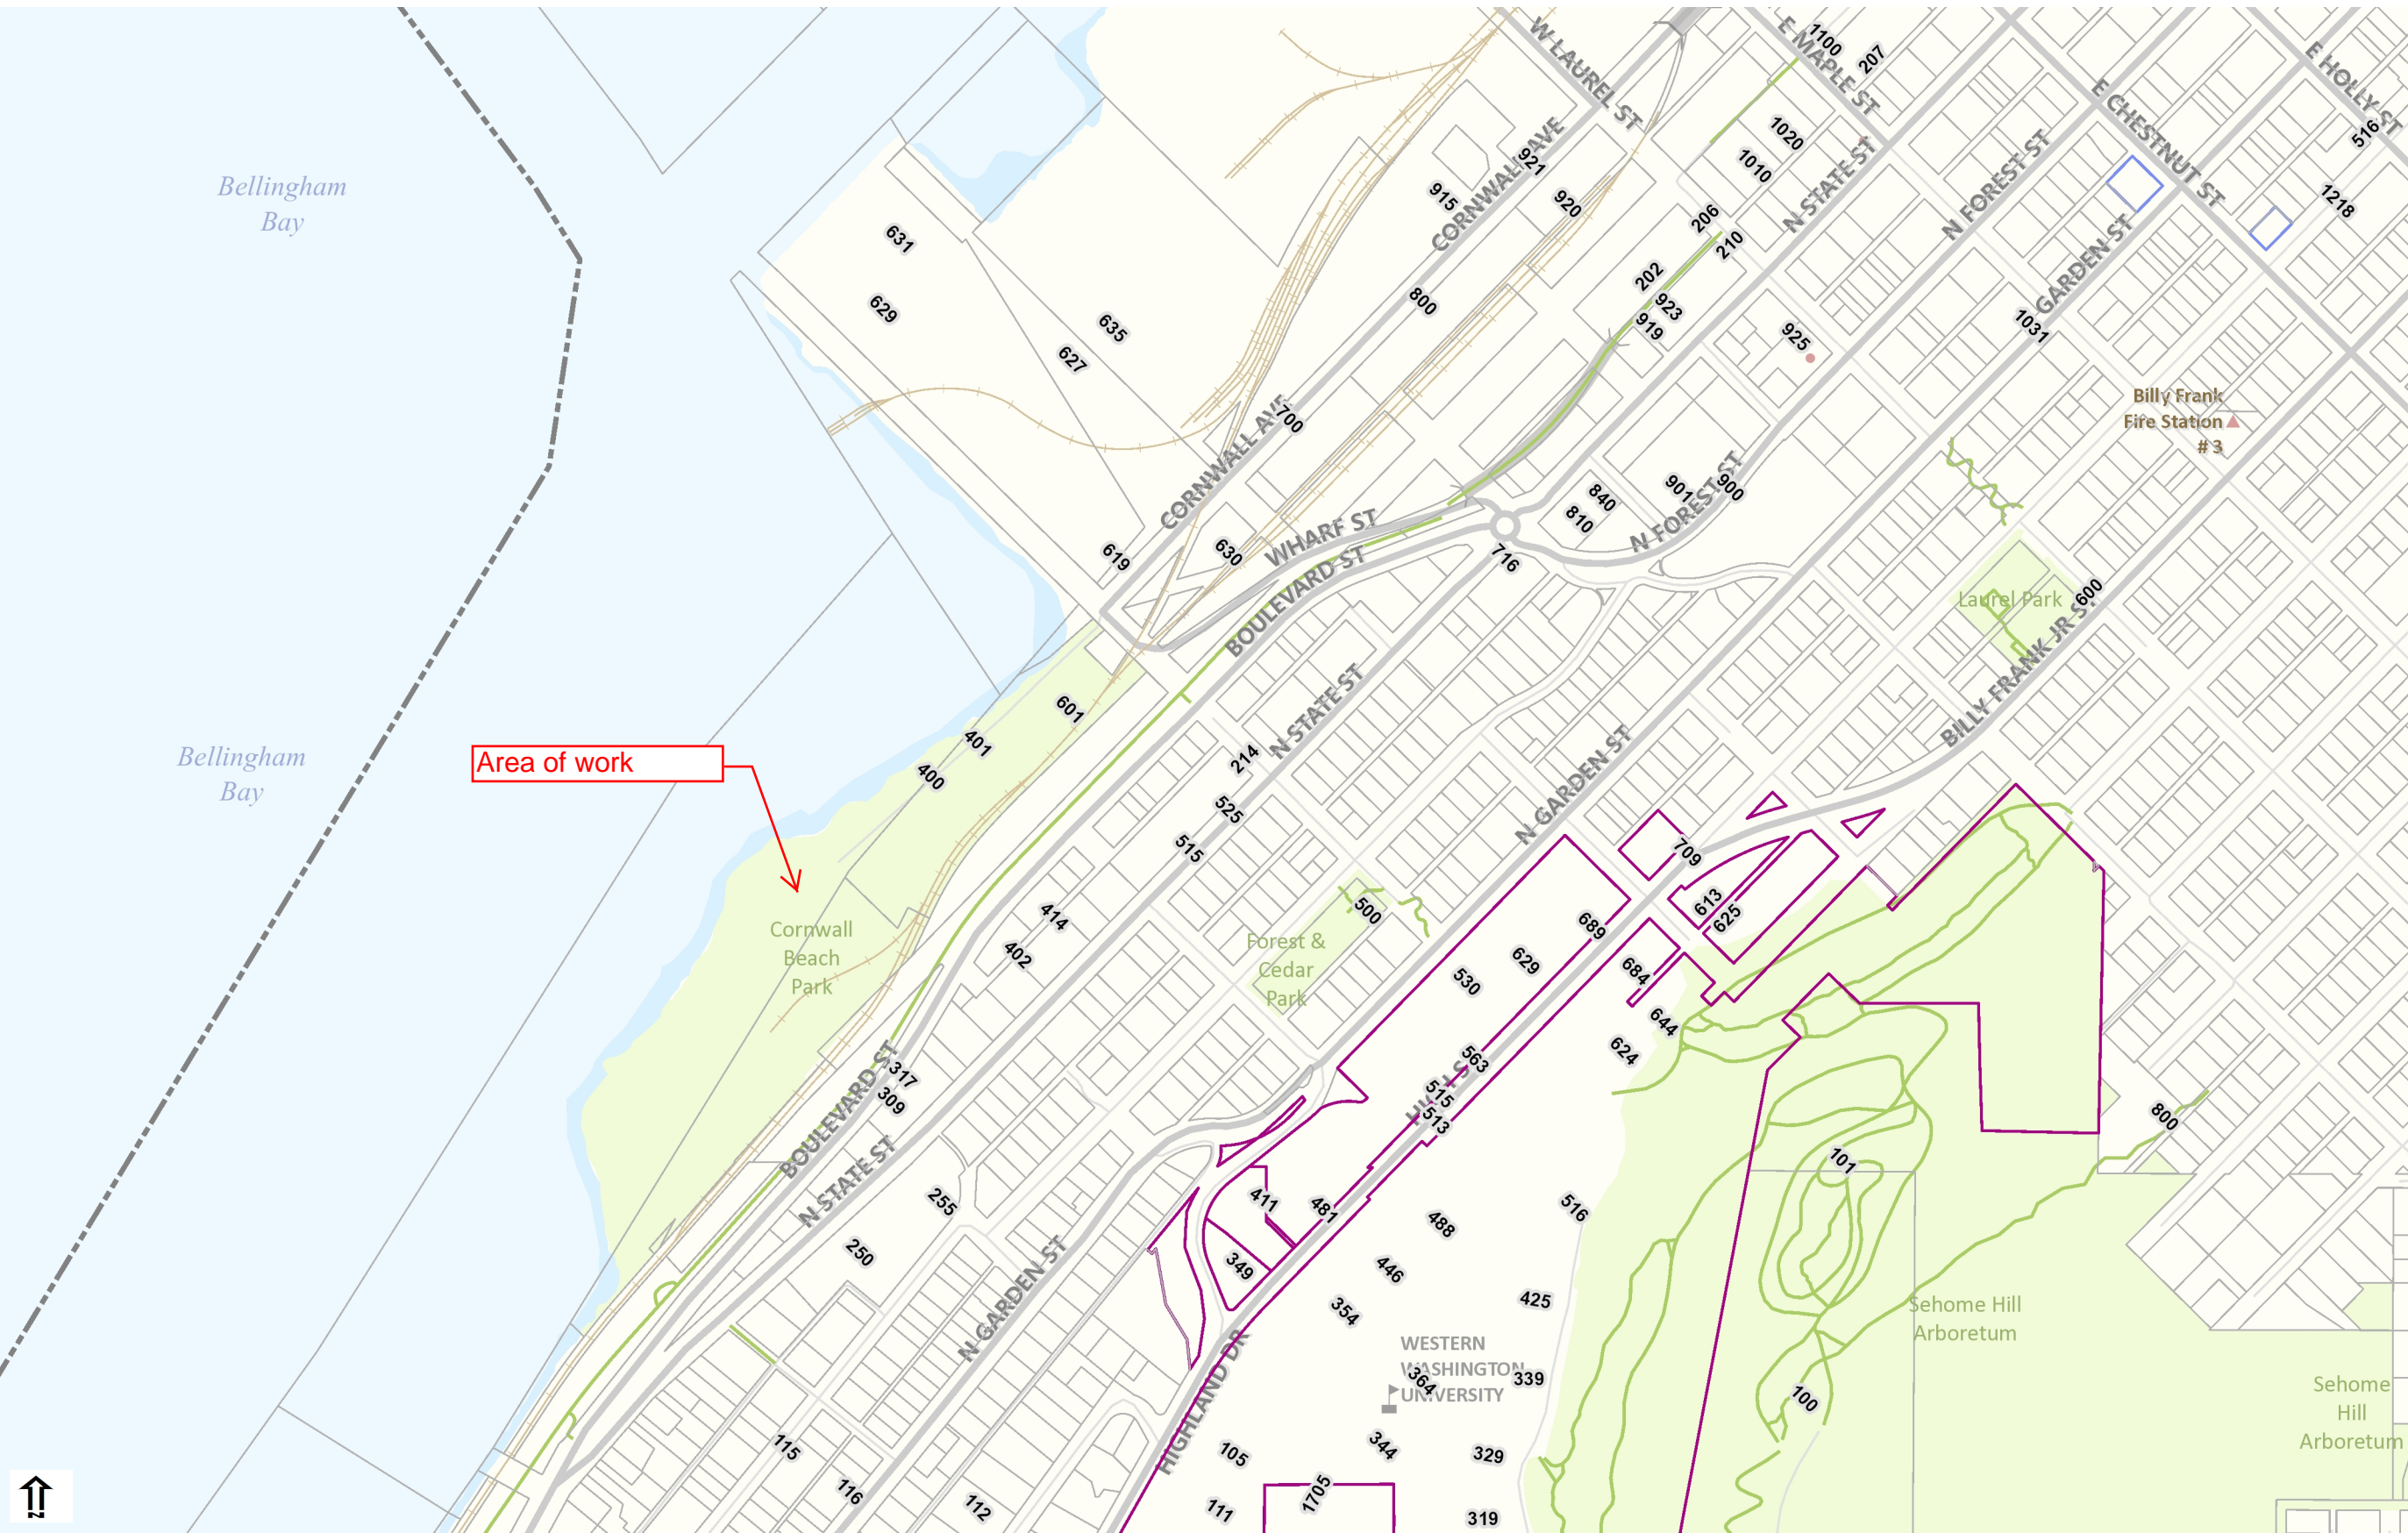 W LAUREL ST
E MAPLE ST
1100
207
E HOLLY ST
516
E CHESTNUT ST
1218
Bellingham
Bay
631
629
635
627
915
921
CORNWALL AVE
920
800
1020
1010
N STATE ST
206
210
202
923
919
925
N FOREST ST
GARDEN ST
1031
Billy Frank
Fire Station
# 3
700
CORNWALL AVE
619
630
WHARF ST
BOULEVARD ST
716
840
810
901
900
N FOREST ST
Laurel Park
600
BILLY FRANK JR ST
601
401
400
Bellingham
Bay
Area of work
214
N STATE ST
525
515
414
402
N GARDEN ST
709
613
625
Cornwall
Beach
Park
500
Forest &
Cedar
Park
689
629
530
684
644
624
563
515
513
317
309
BOULEVARD ST
N STATE ST
255
250
N GARDEN ST
411
481
349
488
516
446
354
425
101
800
Sehome Hill
Arboretum
WESTERN
WASHINGTON
UNIVERSITY
364
339
100
HIGHLAND DR
Sehome
Hill
Arboretum
115
116
112
105
111
1705
344
329
319
N